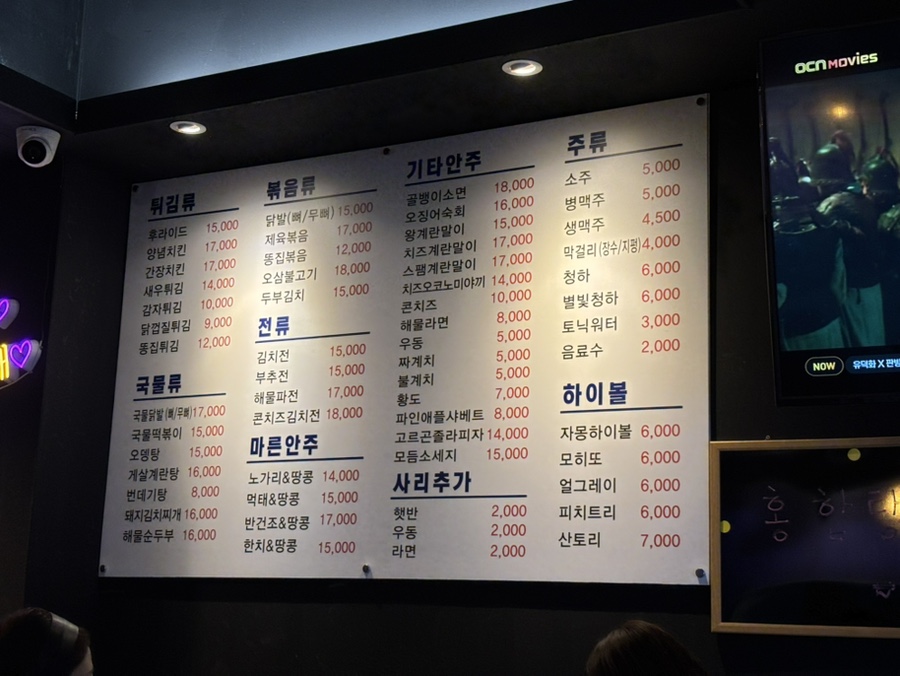 튀김류
후라이드 15,000
양념치킨 17,000
간장치킨 17,000
새우튀김 14,000
감자튀김 10,000
닭껍질튀김 9,000
똥집튀김 12,000
국물류
국물닭발(뼈/무뼈) 17,000
국물떡볶이 15,000
오뎅탕 15,000
게살계란탕 16,000
번데기탕 8,000
돼지김치찌개 16,000
해물순두부 16,000
볶음류
닭발(뼈/무뼈) 15,000
제육볶음 17,000
똥집볶음 12,000
오삼불고기 18,000
두부김치 15,000
전류
김치전 15,000
부추전 15,000
해물파전 17,000
콘치즈김치전 18,000
마른안주
노가리&땅콩 14,000
먹태&땅콩 15,000
반건조&땅콩 17,000
한치&땅콩 15,000
기타안주
골뱅이소면 18,000
오징어숙회 16,000
왕계란말이 15,000
치즈계란말이 17,000
스팸계란말이 17,000
치즈오코노미야끼 14,000
콘치즈 10,000
해물라면 8,000
우동 5,000
짜계치 5,000
불계치 5,000
황도 7,000
파인애플샤베트 8,000
고르곤졸라피자 14,000
모듬소세지 15,000
사리추가
햇반 2,000
우동 2,000
라면 2,000
주류
소주 5,000
병맥주 5,000
생맥주 4,500
막걸리(장수/지평) 4,000
청하 6,000
별빛청하 6,000
토닉워터 3,000
음료수 2,000
하이볼
자몽하이볼 6,000
모히또 6,000
얼그레이 6,000
피치트리 6,000
산토리 7,000
OCN MOVies
NOW
유덕화 X 판빙
홍합